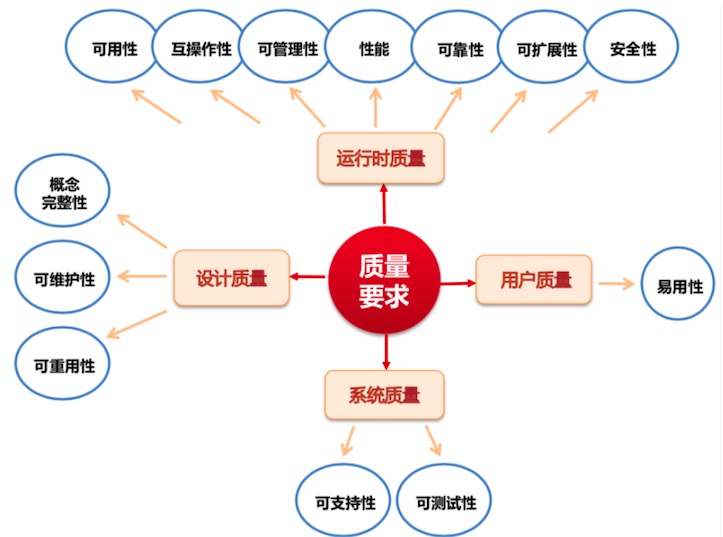 可用性
互操作性
可管理性
性能
可靠性
可扩展性
安全性
运行时质量
概念
完整性
可维护性
可重用性
设计质量
质量
要求
用户质量
易用性
系统质量
可支持性
可测试性